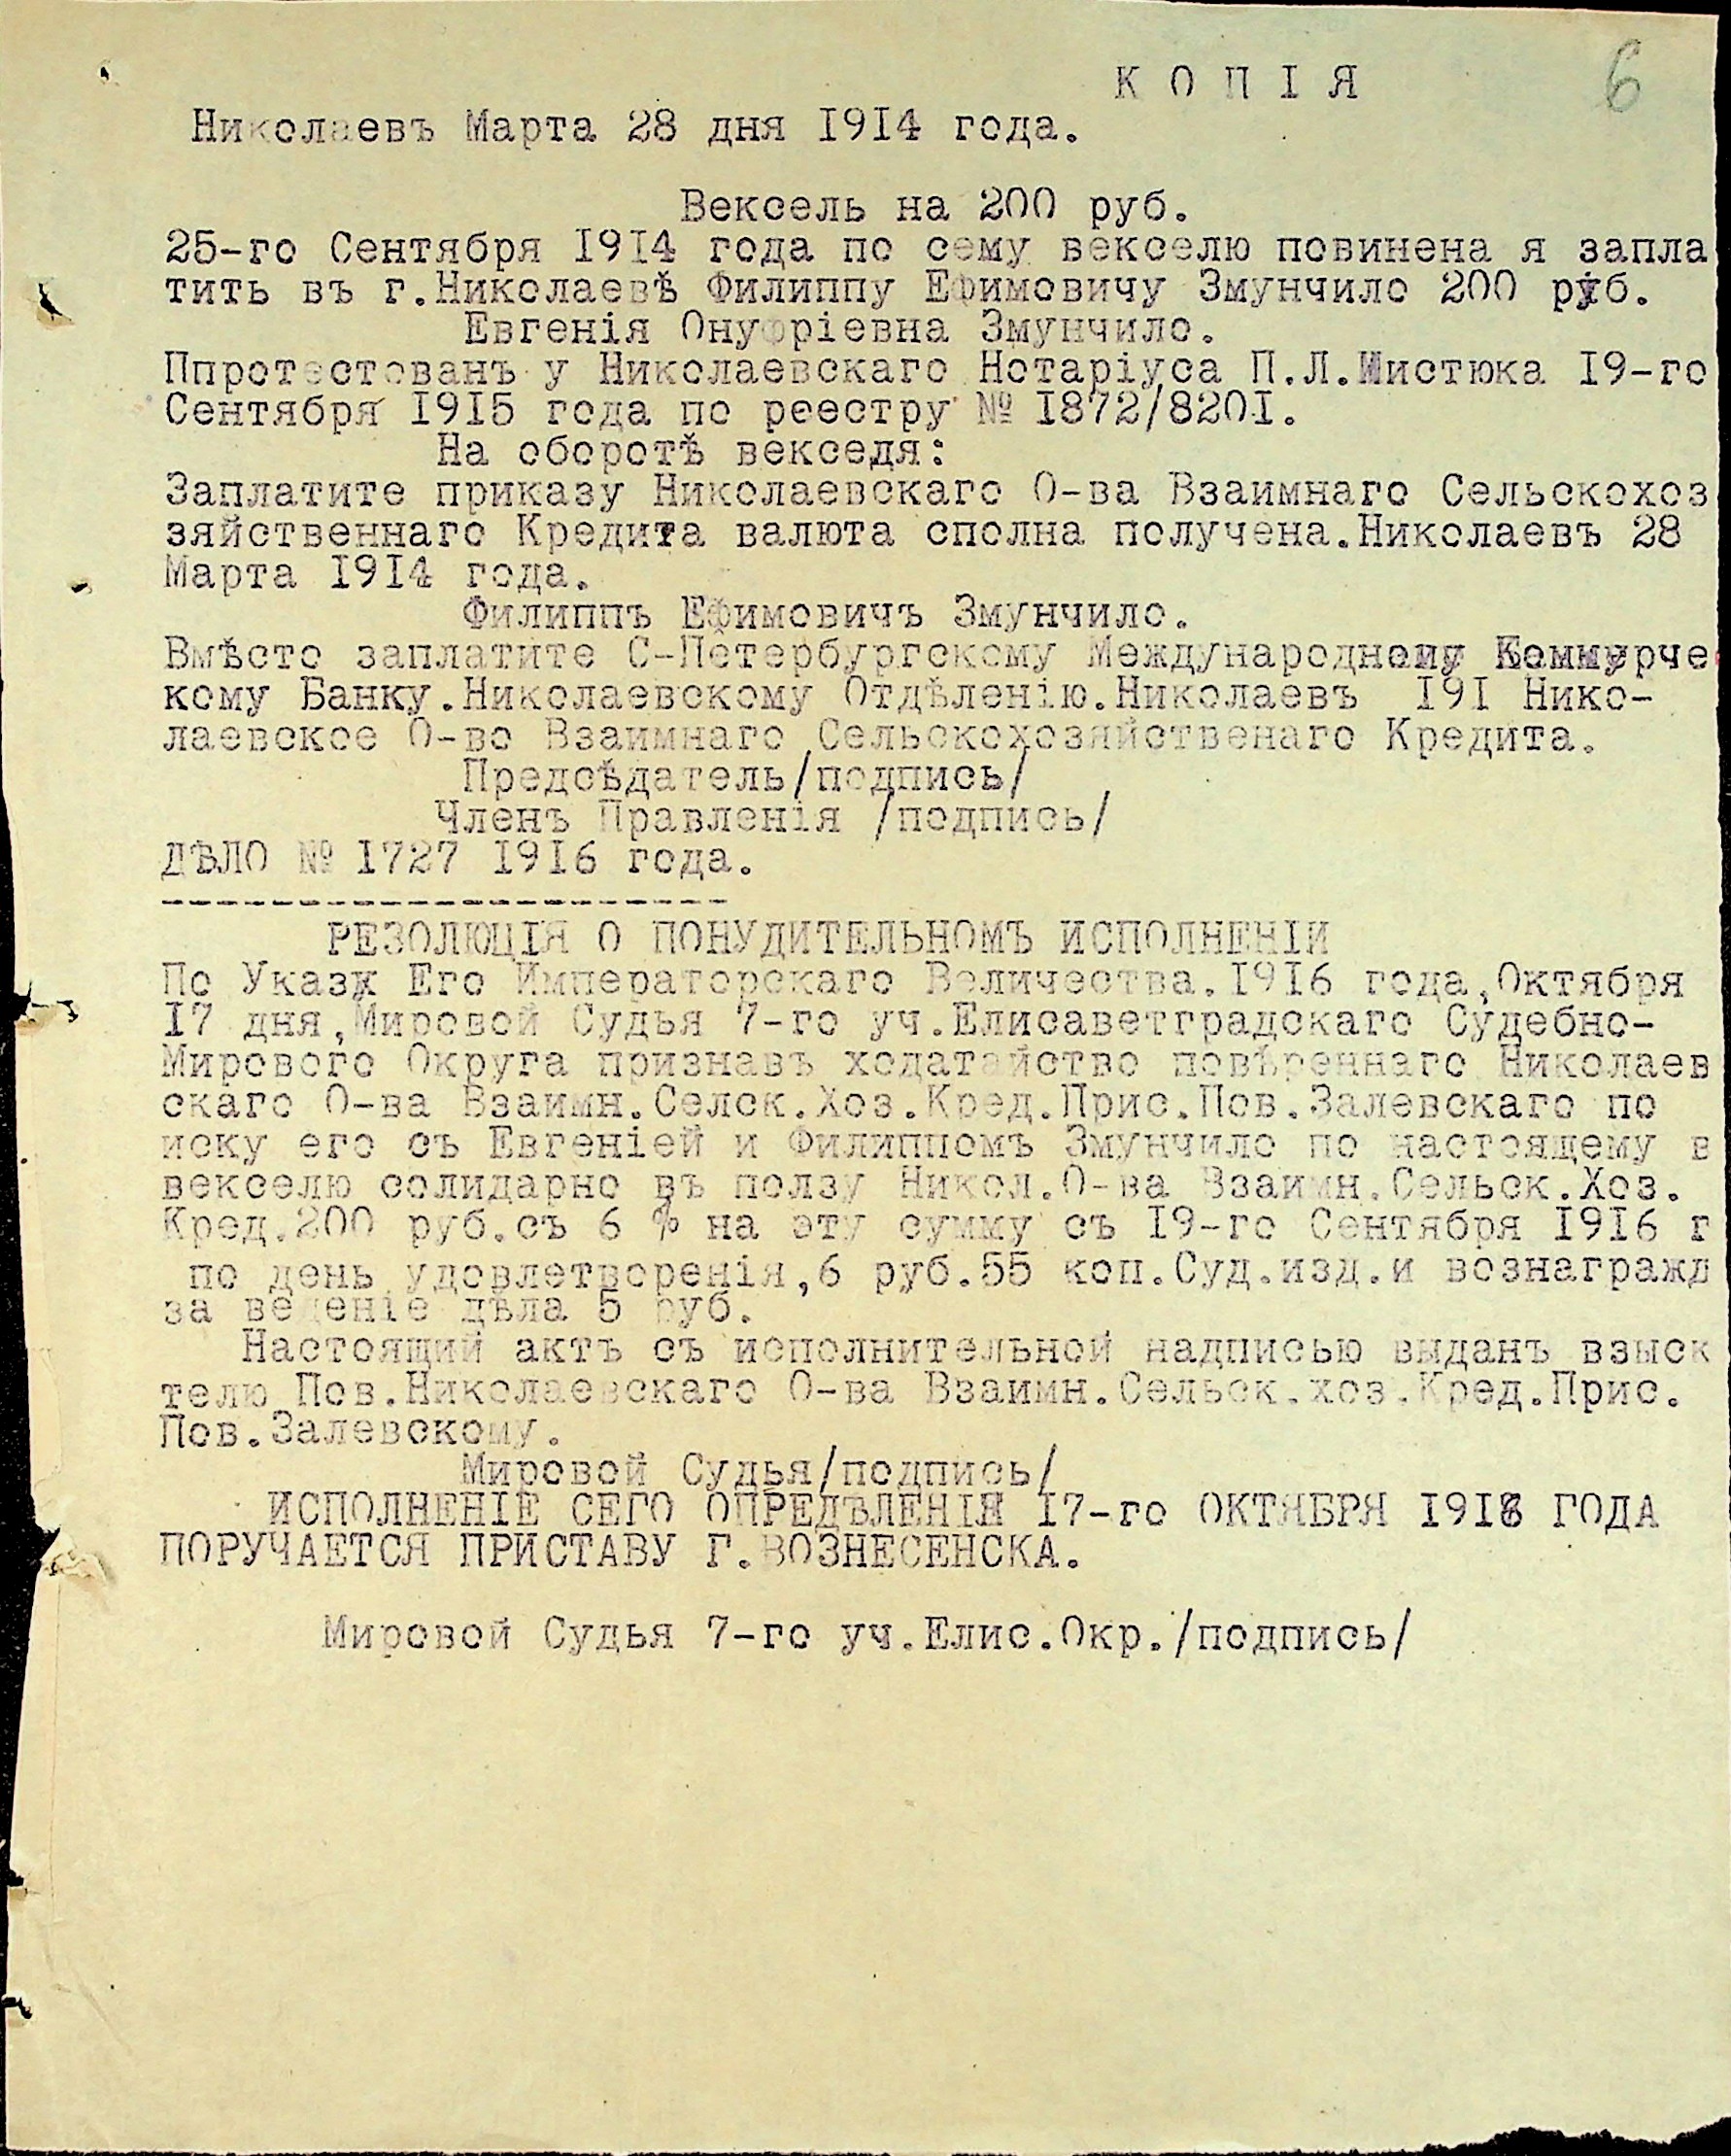 К О П І Я
6
Николаевъ Марта 28 дня 1914 года.
Вексель на 200 руб.
25-го Сентября 1914 года по сему векселю повинена я запла
тить въ г.Николаевѣ Филиппу Ефимовичу Змунчило 200 руб.
Евгенія Онуфріевна Змунчило.
Ппротестованъ у Николаевскаго Нотаріуса П.Л.Мистюка 19-го
Сентября 1915 года по реестру № 1872/8201.
На оборотѣ векседя:
Заплатите приказу Николаевскаго О-ва Взаимнаго Сельскохоз
зяйственнаго Кредита валюта сполна получена.Николаевъ 28
Марта 1914 года.
Филиппъ Ефимовичъ Змунчило.
Вмѣсто заплатите С-Петербургскому Международному Коммерче
кому Банку.Николаевскому Отдѣленію.Николаевъ 191 Нико-
лаевское О-во Взаимнаго Сельскохозяйственаго Кредита.
Предсѣдатель/подпись/
Членъ Правленія /подпись/
ДѢЛО № 1727 1916 года.
---------------------
РЕЗОЛЮЦІЯ О ПОНУДИТЕЛЬНОМЪ ИСПОЛНЕНІИ
По Указу Его Императорскаго Величества.1916 года,Октября
17 дня,Мировой Судья 7-го уч.Елисаветградскаго Судебно-
Мирового Округа признавъ ходатайство повѣреннаго Николаев
скаго О-ва Взаимн.Селск.Хоз.Кред.Прис.Пов.Залевскаго по
иску его съ Евгеніей и Филиппомъ Змунчило по настоящему в
векселю солидарно въ ползу Никол.О-ва Взаимн.Сельск.Хоз.
Кред.200 руб.съ 6 % на эту сумму съ 19-го Сентября 1916 г
по день удовлетворенія,6 руб.55 коп.Суд.изд.и вознагражд
за веденіе дѣла 5 руб.
Настоящий актъ съ исполнительной надписью выданъ взыск
телю Пов.Николаевскаго О-ва Взаимн.Сельск.хоз.Кред.Прис.
Пов.Залевскому.
Мировой Судья/подпись/
ИСПОЛНЕНІЕ СЕГО ОПРЕДѢЛЕНІЯ 17-го ОКТЯБРЯ 1916 ГОДА
ПОРУЧАЕТСЯ ПРИСТАВУ Г.ВОЗНЕСЕНСКА.
Мировой Судья 7-го уч.Елис.Окр./подпись/